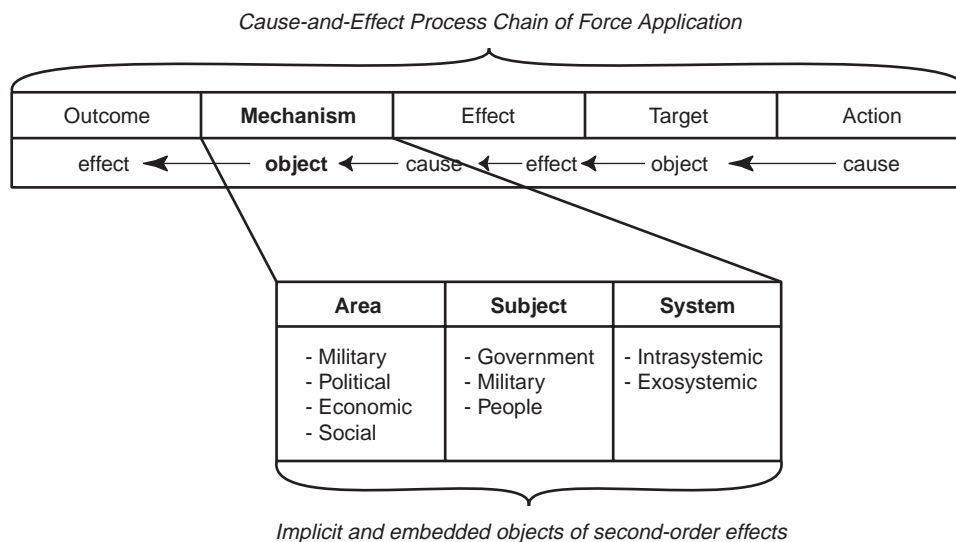 Cause-and-Effect Process Chain of Force Application
Outcome Mechanism Effect Target Action
effect object cause effect object cause
Area Subject System
- Military - Government - Intrasystemic
- Political - Military - Exosystemic
- Economic - People
- Social
Implicit and embedded objects of second-order effects